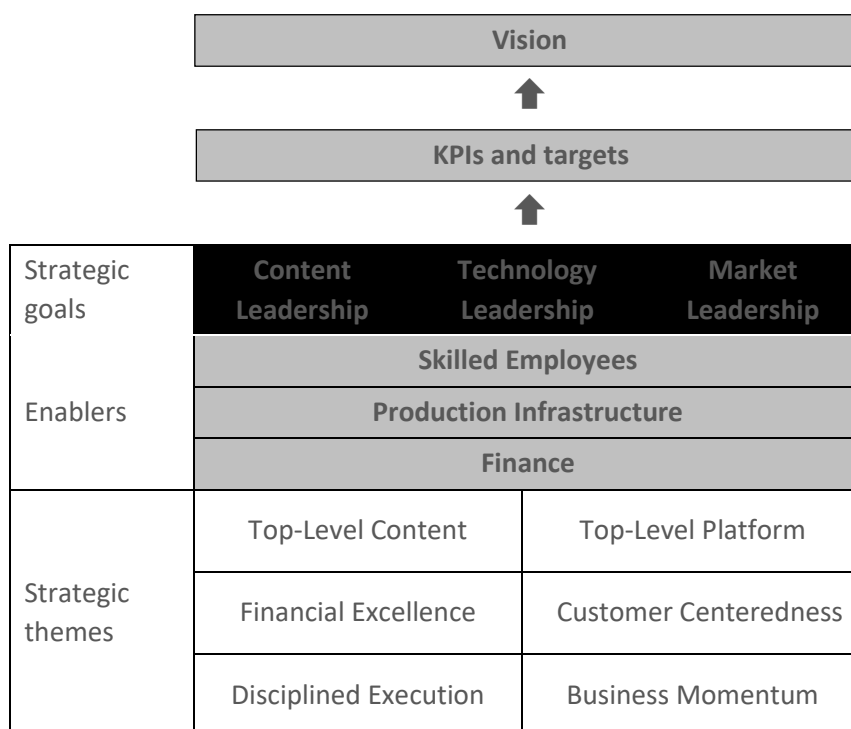 Vision
KPIs and targets
Strategic
goals
Content
Leadership
Technology
Leadership
Market
Leadership
Enablers
Skilled Employees
Production Infrastructure
Finance
Strategic
themes
Top-Level Content
Top-Level Platform
Financial Excellence
Customer Centeredness
Disciplined Execution
Business Momentum